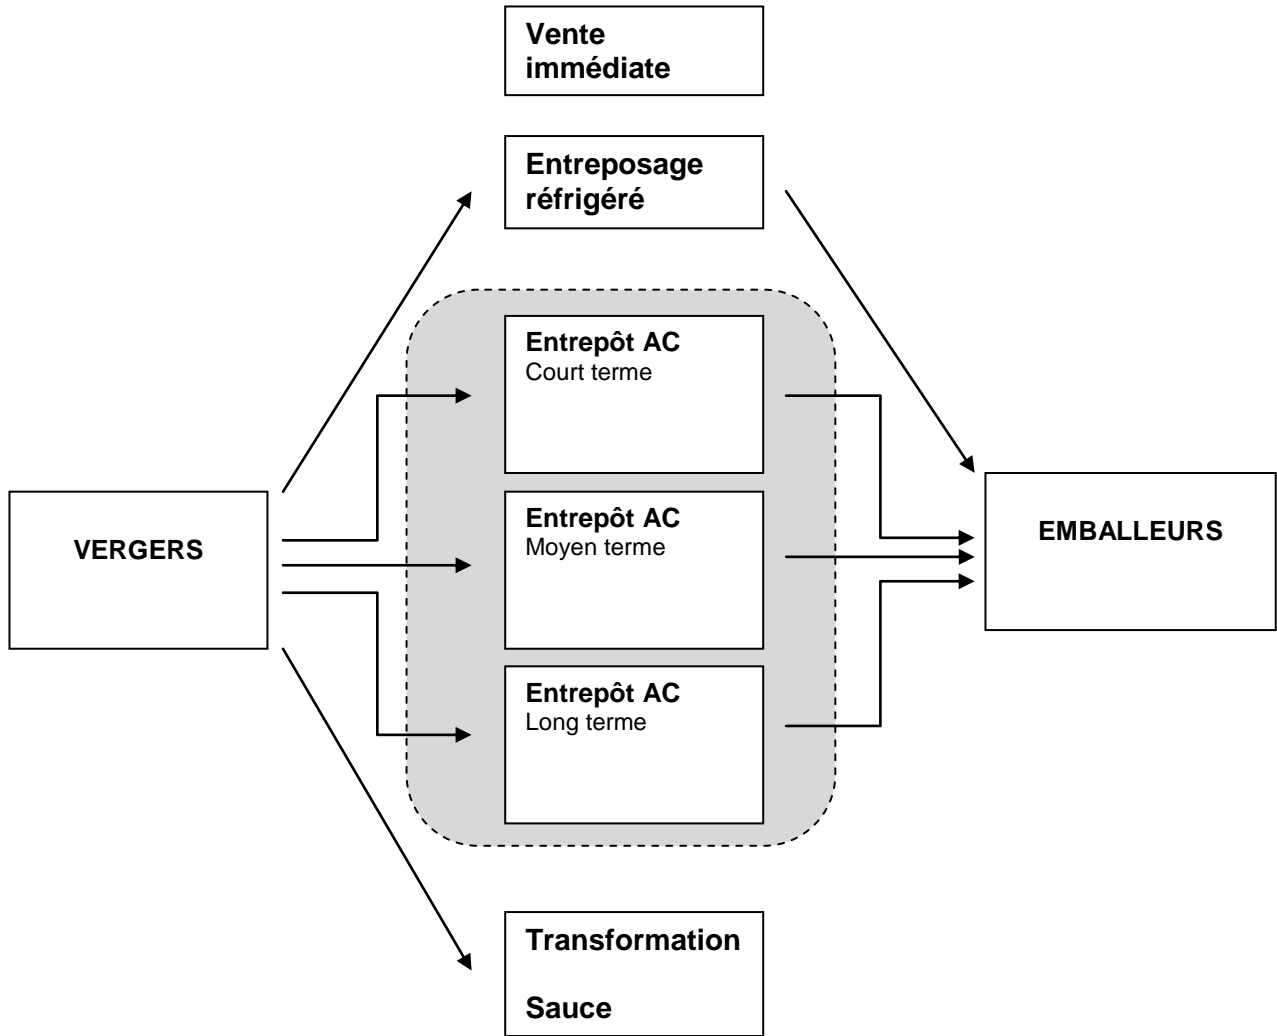 Vente
immédiate
Entreposage
réfrigéré
Entrepôt AC
Court terme
VERGERS
Entrepôt AC
Moyen terme
EMBALLEURS
Entrepôt AC
Long terme
Transformation
Sauce